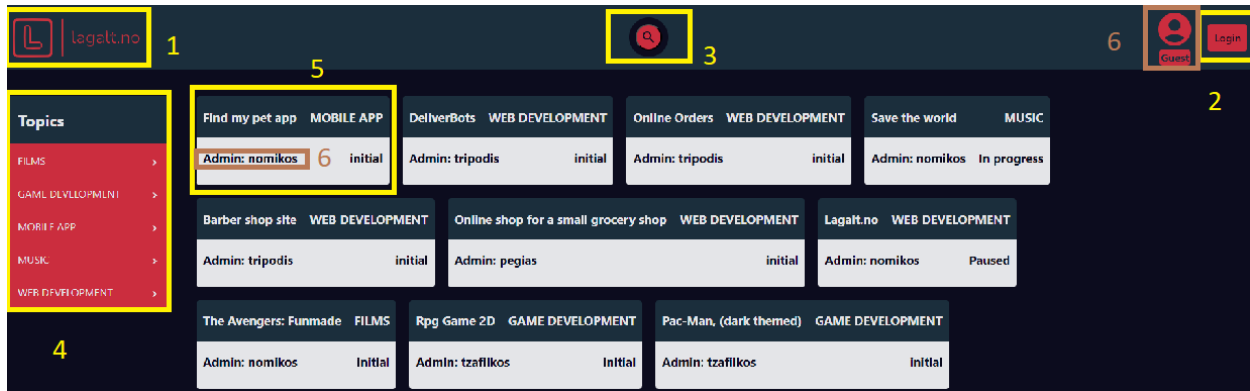 lagalt.no 1
3
6
Guest
Login
2
5
Topics
FILMS
GAME DEVELOPMENT
MOBILE APP
MUSIC
WEB DEVELOPMENT
4
Find my pet app MOBILE APP
Admin: nomikos 6 initial
DeliverBots WEB DEVELOPMENT
Admin: tripodis initial
Online Orders WEB DEVELOPMENT
Admin: tripodis initial
Save the world MUSIC
Admin: nomikos In progress
Barber shop site WEB DEVELOPMENT
Admin: tripodis initial
Online shop for a small grocery shop WEB DEVELOPMENT
Admin: pegias initial
Lagalt.no WEB DEVELOPMENT
Admin: nomikos Paused
The Avengers: Funmade FILMS
Admin: nomikos Initial
Rpg Game 2D GAME DEVELOPMENT
Admin: tzafilkos Initial
Pac-Man, (dark themed) GAME DEVELOPMENT
Admin: tzafilkos Initial